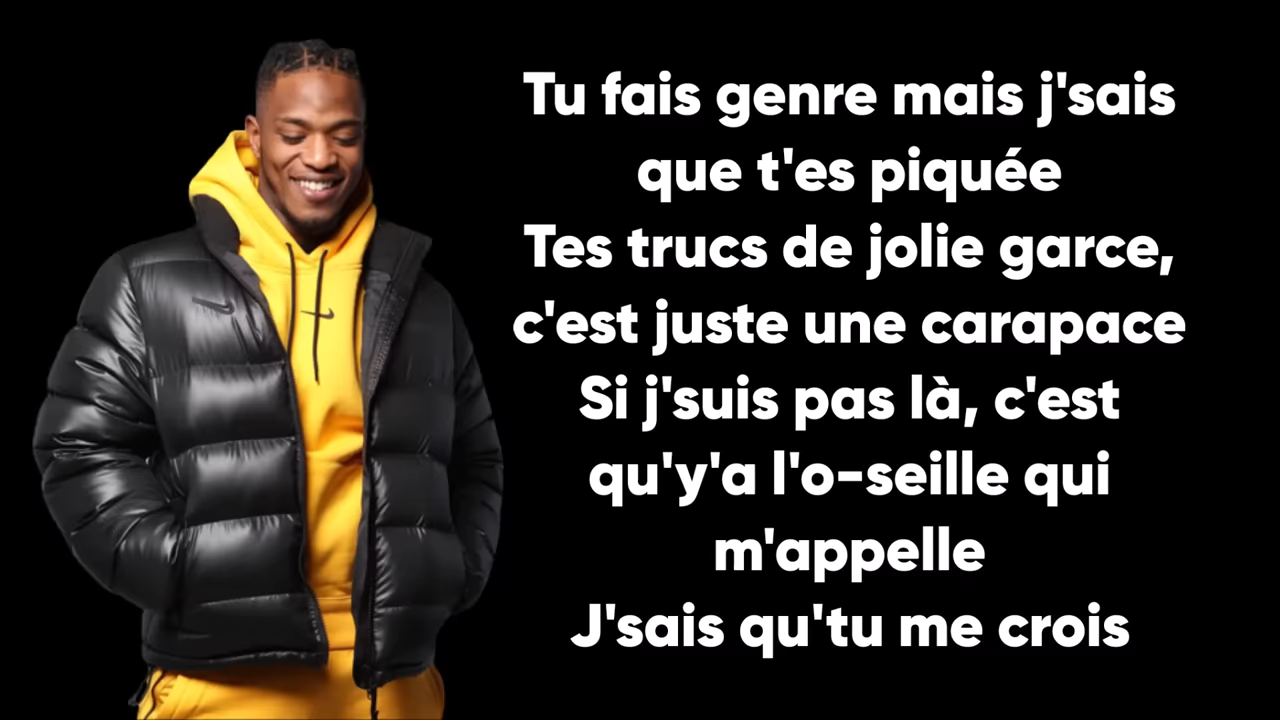 Tu fais genre mais j'sais
que t'es piquée
Tes trucs de jolie garce,
c'est juste une carapace
Si j'suis pas là, c'est
qu'y'a l'o-seille qui
m'appelle
J'sais qu'tu me crois